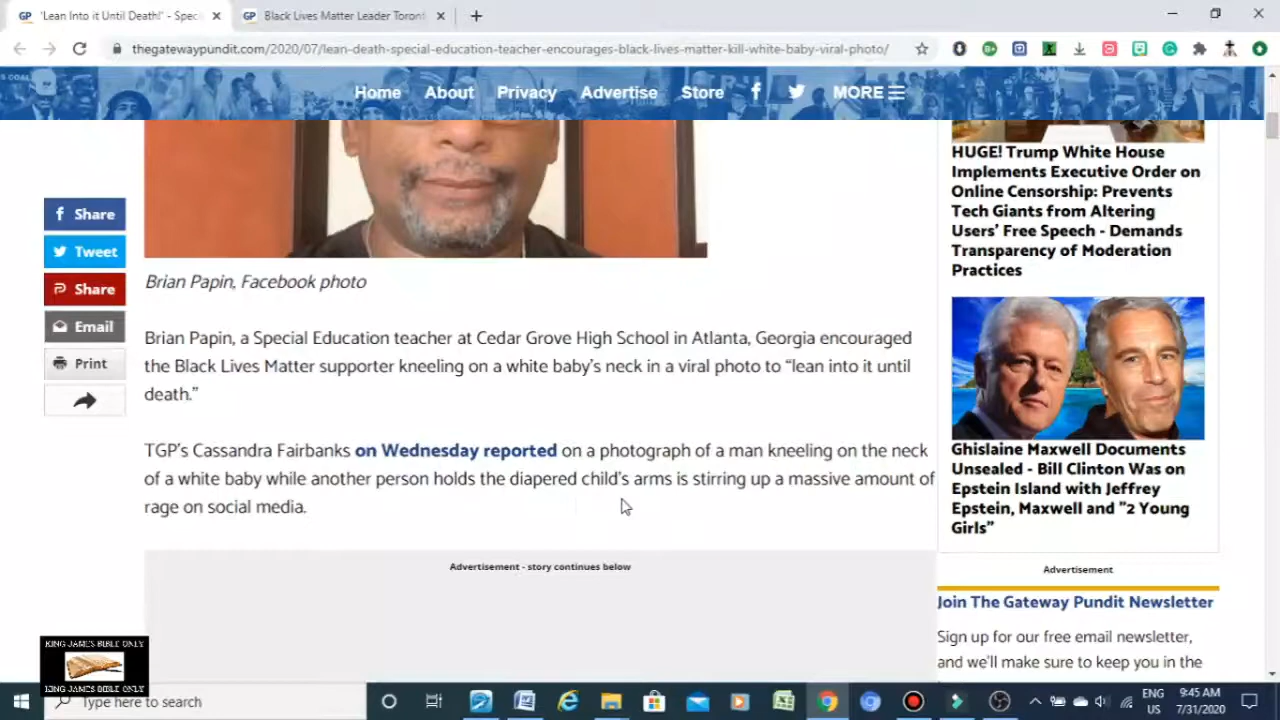 'Lean Into it Until Death!' - Spec
Black Lives Matter Leader Toront
thegatewaypundit.com/2020/07/lean-death-special-education-teacher-encourages-black-lives-matter-kill-white-baby-viral-photo/
Home About Privacy Advertise Store MORE
Share
Tweet
Share
Email
Print
Brian Papin, Facebook photo
Brian Papin, a Special Education teacher at Cedar Grove High School in Atlanta, Georgia encouraged
the Black Lives Matter supporter kneeling on a white baby's neck in a viral photo to “lean into it until
death.”
TGP's Cassandra Fairbanks on Wednesday reported on a photograph of a man kneeling on the neck
of a white baby while another person holds the diapered child's arms is stirring up a massive amount of
rage on social media.
Advertisement - story continues below
HUGE! Trump White House
Implements Executive Order on
Online Censorship: Prevents
Tech Giants from Altering
Users' Free Speech - Demands
Transparency of Moderation
Practices
Ghislaine Maxwell Documents
Unsealed - Bill Clinton Was on
Epstein Island with Jeffrey
Epstein, Maxwell and "2 Young
Girls"
Advertisement
Join The Gateway Pundit Newsletter
Sign up for our free email newsletter,
and we'll make sure to keep you in the
KING JAMES BIBLE ONLY
KING JAMES BIBLE ONLY
Type here to search
ENG
US
9:45 AM
7/31/2020